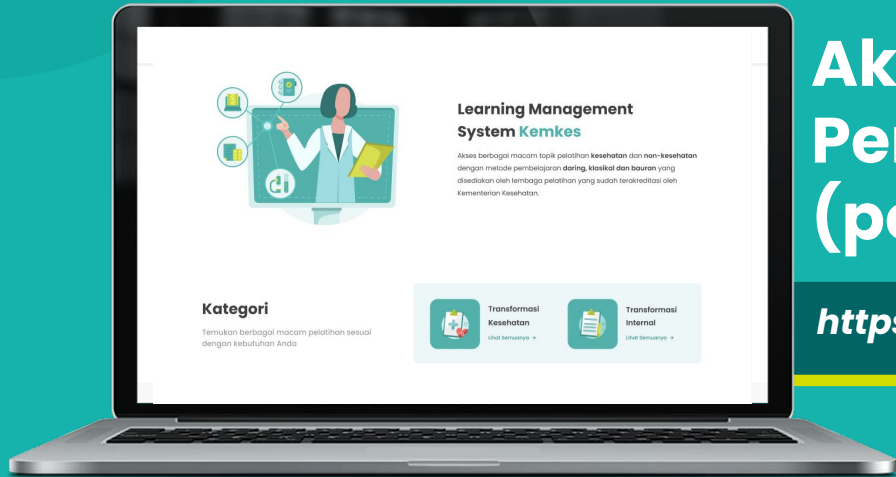 Learning Management
System Kemkes
Akses berbagai macam topik pelatihan kesehatan dan non-kesehatan
dengan metode pembelajaran daring, klasikal dan bauran yang
disediakan oleh lembaga pelatihan yang sudah terakreditasi oleh
Kementerian Kesehatan.
Kategori
Temukan berbagai macam pelatihan sesuai
dengan kebutuhan Anda
Transformasi
Kesehatan
Lihat Semuanya →
Transformasi
Internal
Lihat Semuanya →
Ak
Pe
(p
https